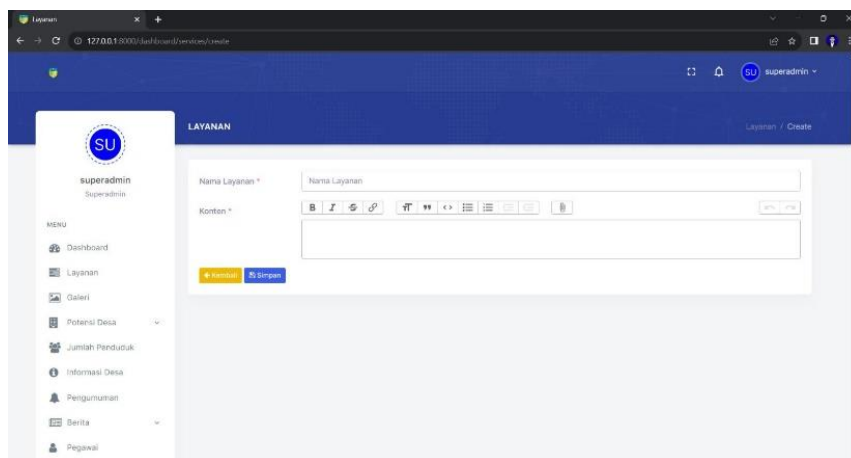 Layanan
127.0.0.1:8000/dashboard/services/create
SU superadmin
LAYANAN
Layanan / Create
SU
superadmin
Superadmin
MENU
Dashboard
Layanan
Galeri
Potensi Desa
Jumlah Penduduk
Informasi Desa
Pengumuman
Berita
Pegawai
Nama Layanan *
Nama Layanan
Konten *
B I S
Kembali
Simpan